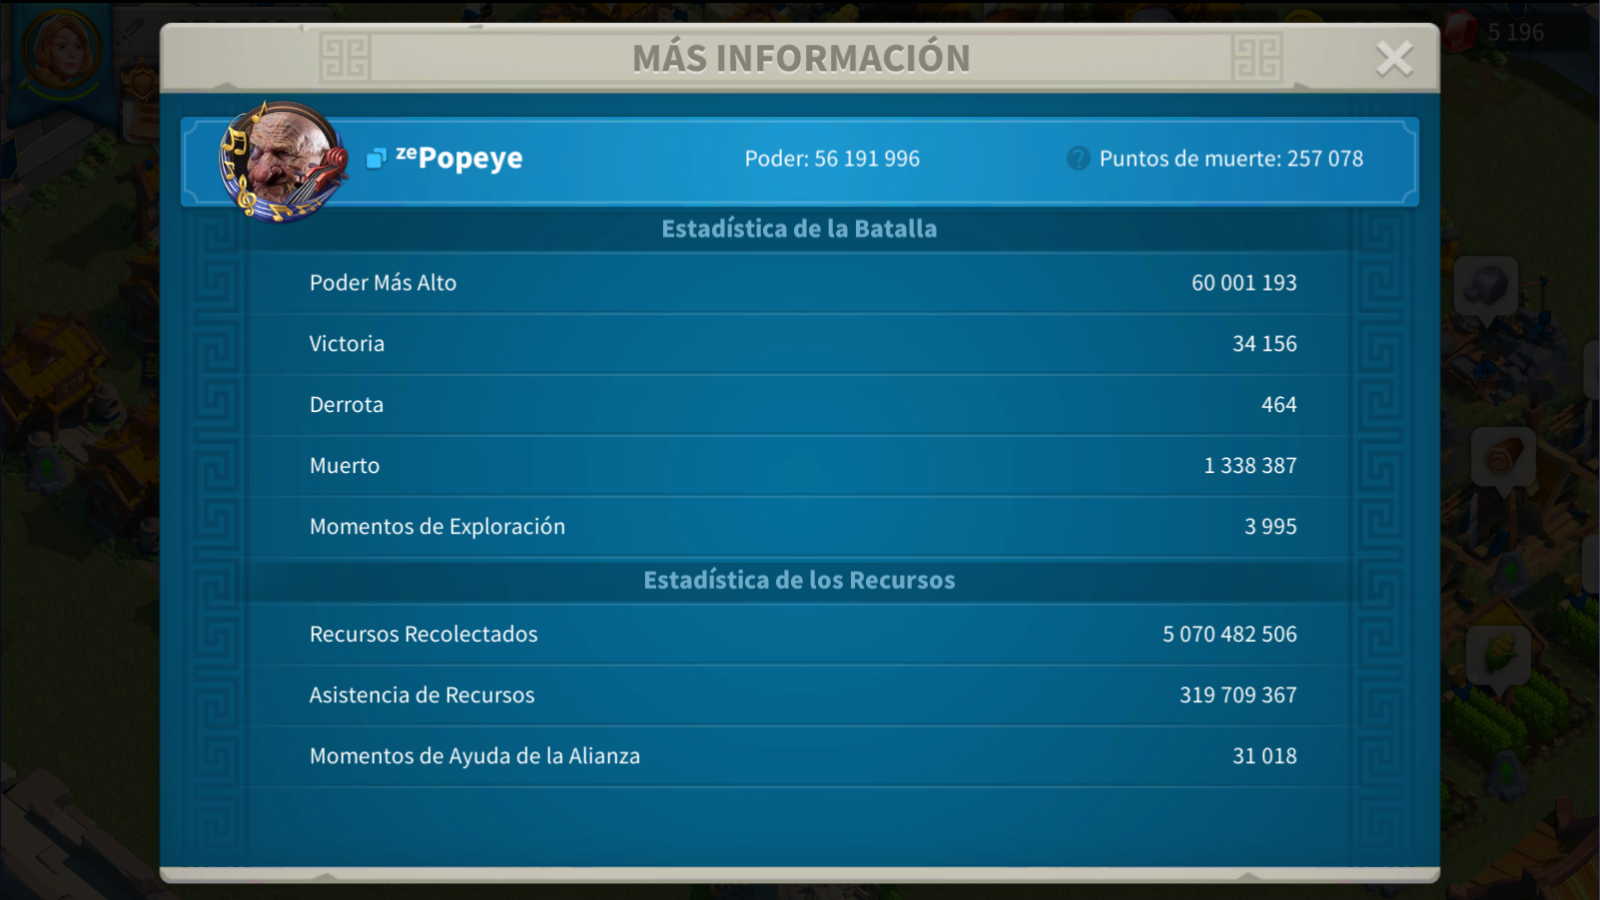 5 196
MÁS INFORMACIÓN
ᶻᵉPopeye
Poder: 56 191 996
? Puntos de muerte: 257 078
Estadística de la Batalla
Poder Más Alto 60 001 193
Victoria 34 156
Derrota 464
Muerto 1 338 387
Momentos de Exploración 3 995
Estadística de los Recursos
Recursos Recolectados 5 070 482 506
Asistencia de Recursos 319 709 367
Momentos de Ayuda de la Alianza 31 018